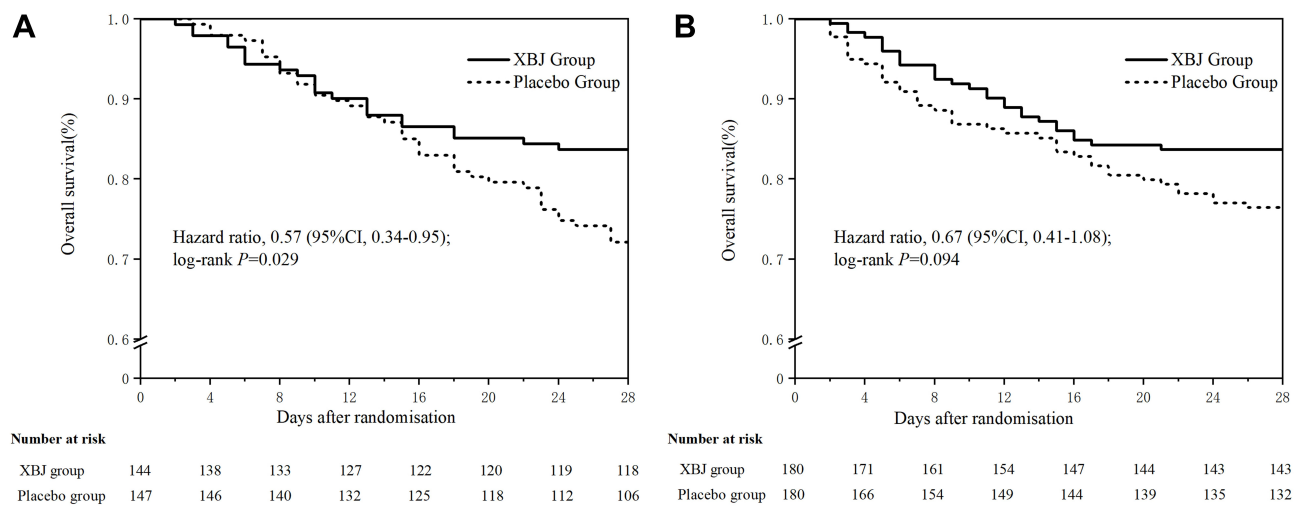 A
Overall survival(%)
1.0
0.9
0.8
0.7
0.6
0
XBJ Group
Placebo Group
Hazard ratio, 0.57 (95%CI, 0.34-0.95);
log-rank P=0.029
0 4 8 12 16 20 24 28
Days after randomisation
Number at risk
XBJ group 144 138 133 127 122 120 119 118
Placebo group 147 146 140 132 125 118 112 106
B
Overall survival(%)
1.0
0.9
0.8
0.7
0.6
0
XBJ Group
Placebo Group
Hazard ratio, 0.67 (95%CI, 0.41-1.08);
log-rank P=0.094
0 4 8 12 16 20 24 28
Days after randomisation
Number at risk
XBJ group 180 171 161 154 147 144 143 143
Placebo group 180 166 154 149 144 139 135 132